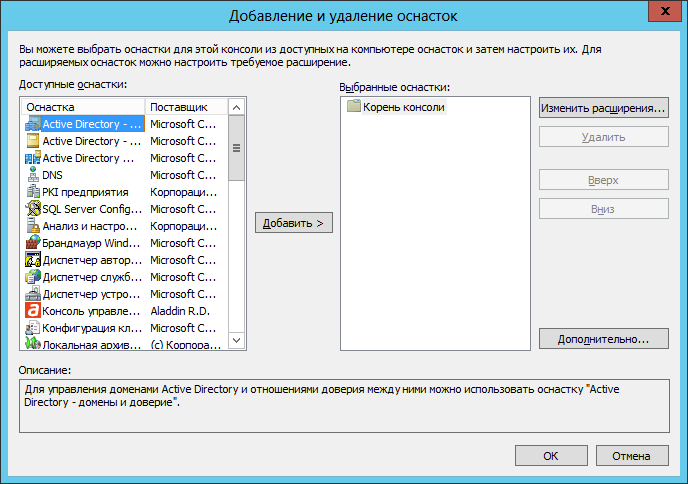 Добавление и удаление оснасток
x
Вы можете выбрать оснастки для этой консоли из доступных на компьютере оснасток и затем настроить их. Для
расширяемых оснасток можно настроить требуемое расширение.
Доступные оснастки:
Выбранные оснастки:
Оснастка Поставщик
Active Directory - ... Microsoft C...
Active Directory - ... Microsoft C...
Active Directory ... Microsoft C...
DNS Microsoft C...
PKI предприятия Корпораци...
SQL Server Config... Microsoft C...
Анализ и настро... Корпораци...
Брандмауэр Wind... Microsoft C...
Диспетчер автор... Microsoft C...
Диспетчер служб... Microsoft C...
Диспетчер устро... Microsoft C...
Консоль управле... Aladdin R.D.
Конфигурация кл... Microsoft C...
Локальная архив... (c) Корпора...
Добавить >
Корень консоли
Изменить расширения...
Удалить
Вверх
Вниз
Дополнительно...
Описание:
Для управления доменами Active Directory и отношениями доверия между ними можно использовать оснастку "Active
Directory - домены и доверие".
ОК
Отмена